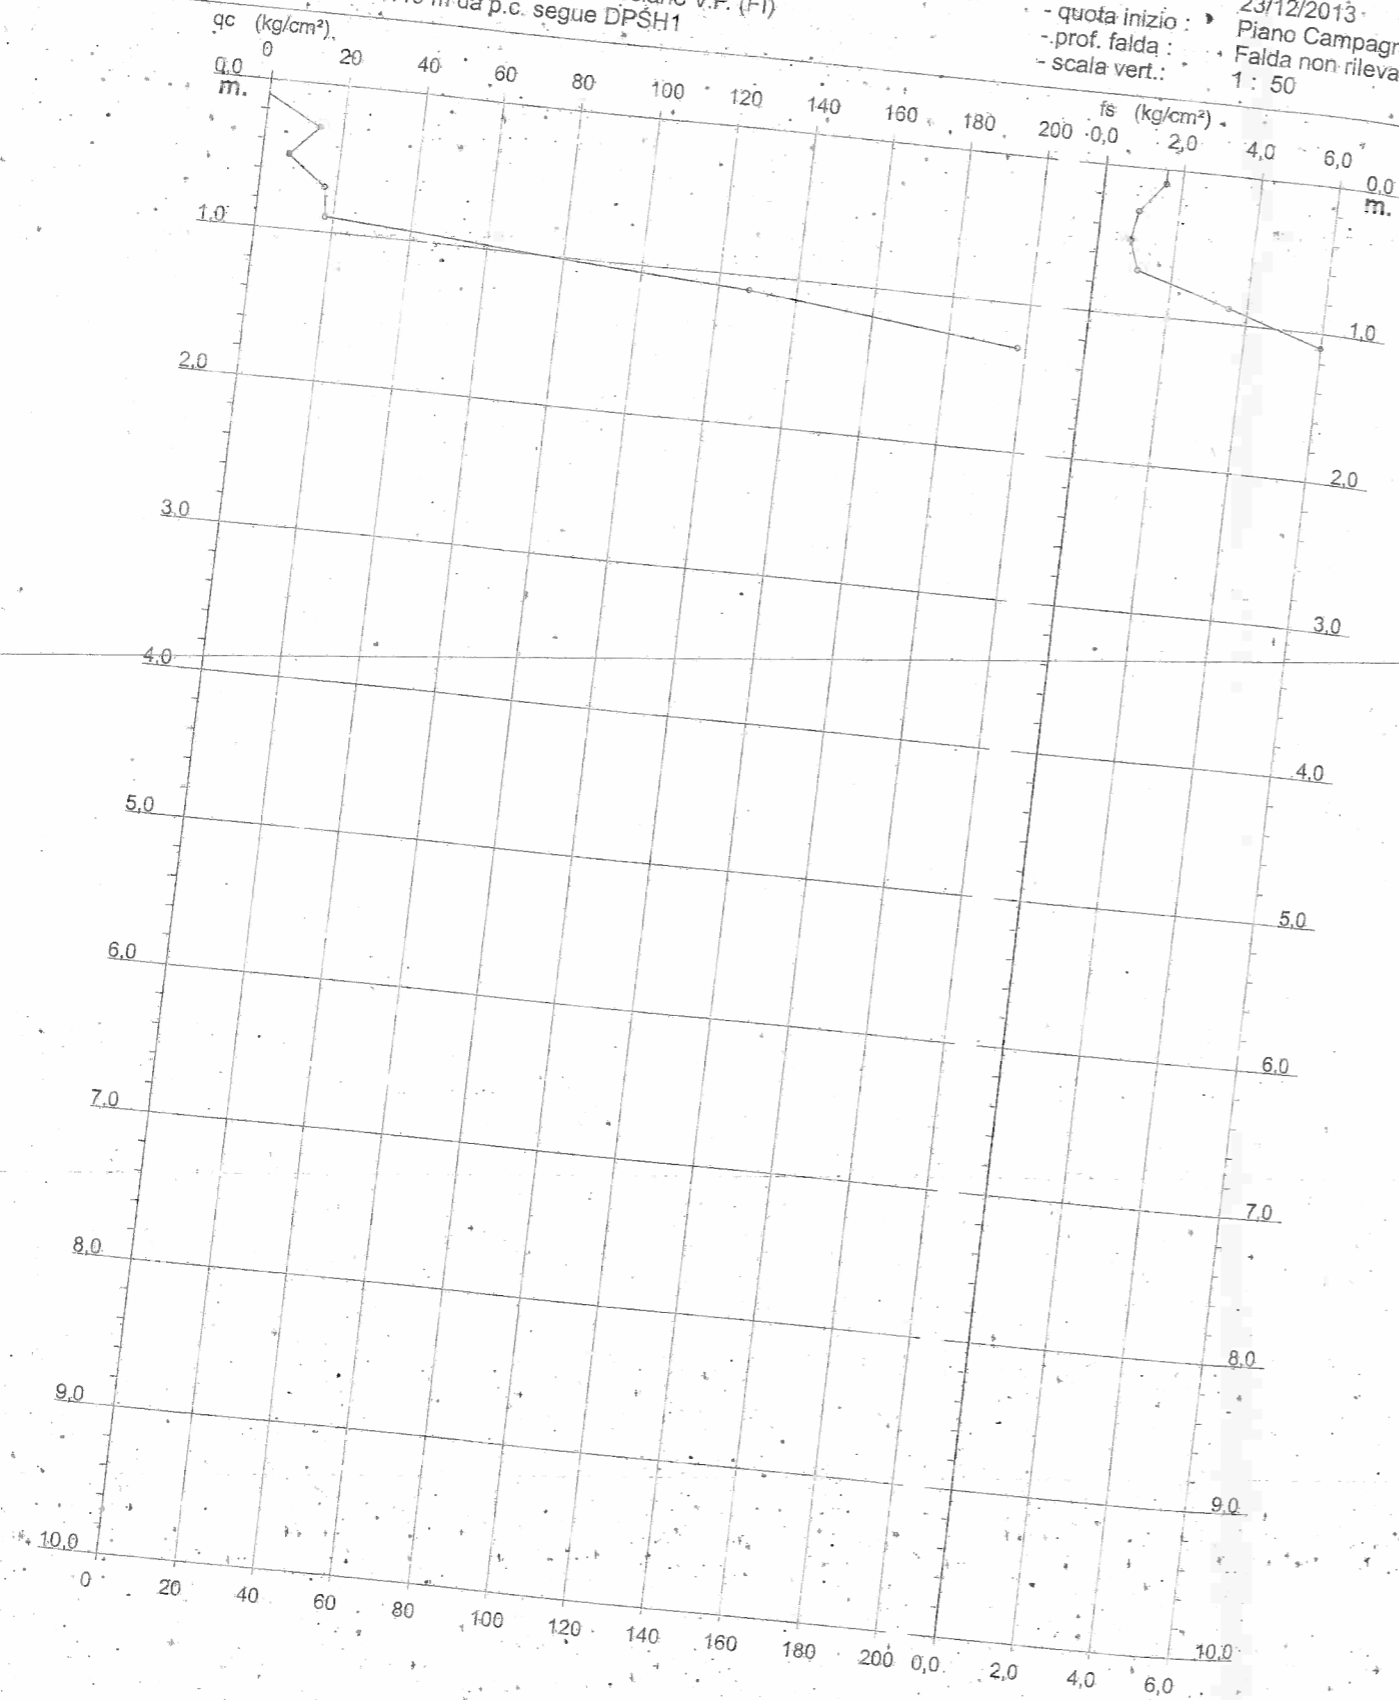 V.P. (FI)
m da p.c. segue DPSH1
23/12/2013
- quota inizio : Piano
- prof. falda : Falda non
- scala vert.: 1 : 50
qc (kg/cm²)
0 20 40 60 80 100 120 140 160 180 200
fs (kg/cm²)
0,0 2,0 4,0 6,0
0,0 0,0
m. m.
1,0 1,0
2,0 2,0
3,0 3,0
4,0 4,0
5,0 5,0
6,0 6,0
7,0 7,0
8,0 8,0
9,0 9,0
10,0 10,0
0 20 40 60 80 100 120 140 160 180 200
0,0 2,0 4,0 6,0